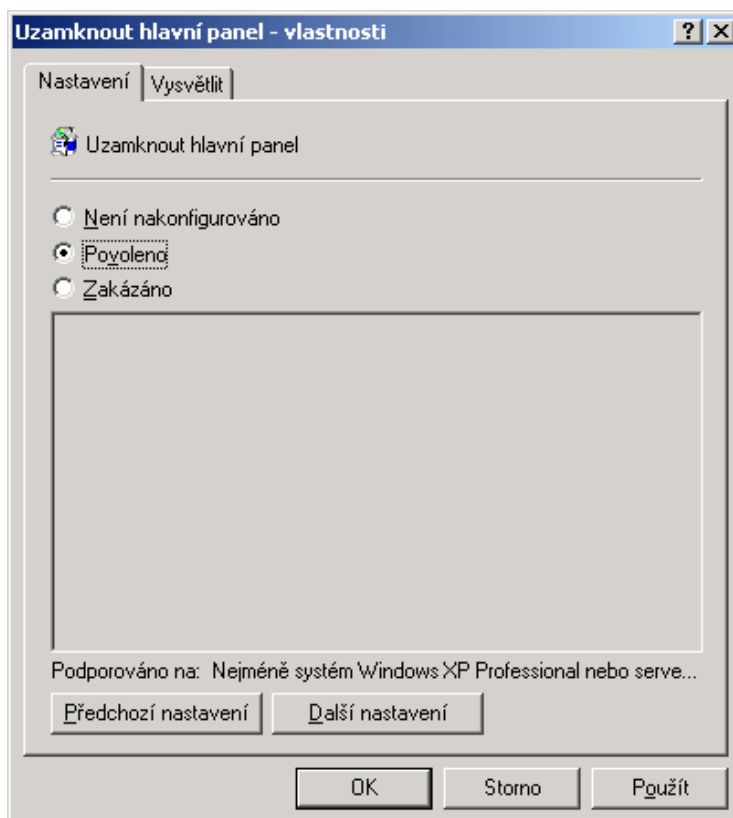 Uzamknout hlavní panel - vlastnosti
Nastavení Vysvětlit
Uzamknout hlavní panel
Není nakonfigurováno
Povoleno
Zakázáno
Podporováno na: Nejméně systém Windows XP Professional nebo serve...
Předchozí nastavení Další nastavení
OK Storno Použít